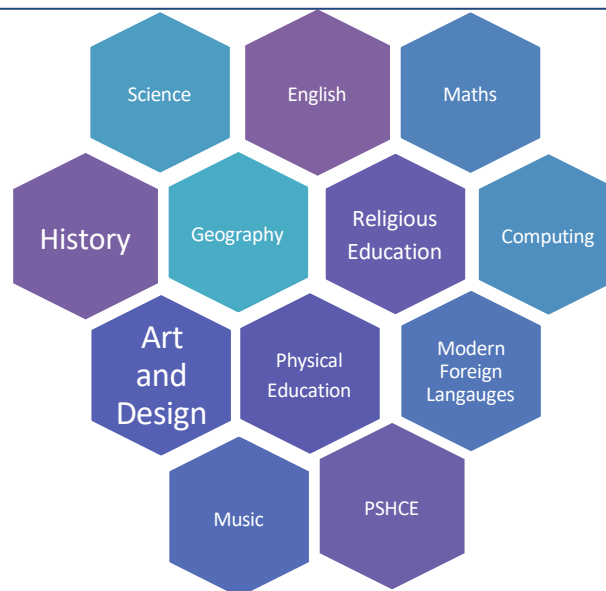 Science
English
Maths
History
Geography
Religious
Education
Computing
Art
and
Design
Physical
Education
Modern
Foreign
Langauges
Music
PSHCE